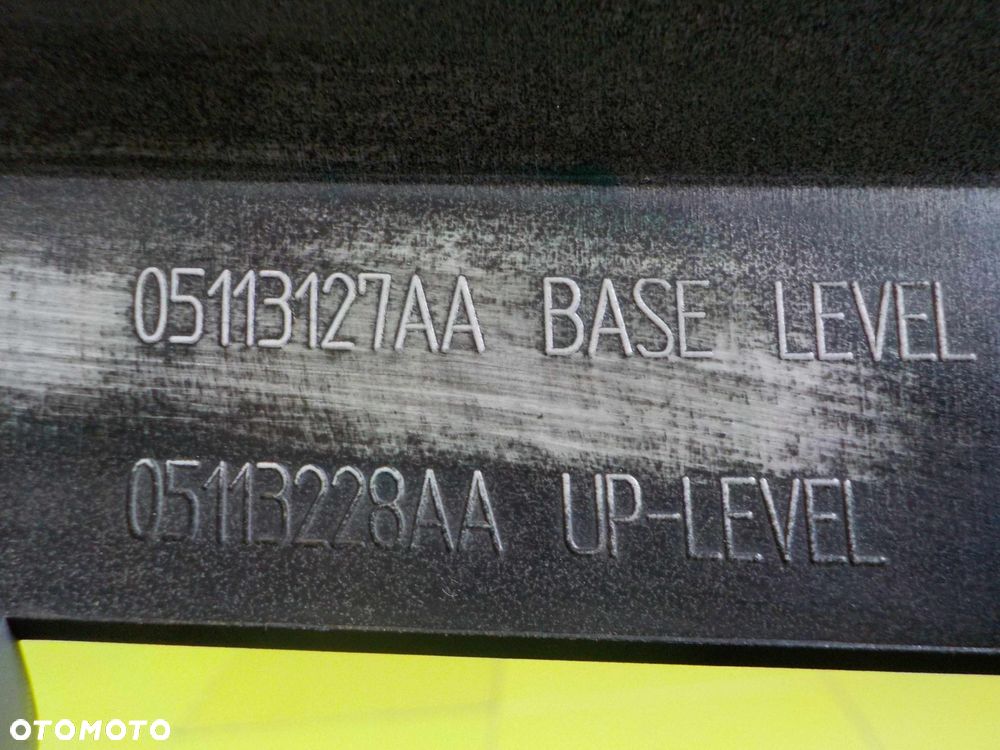 05113127AA BASE LEVEL
05113228AA UP-LEVEL
OTOMOTO